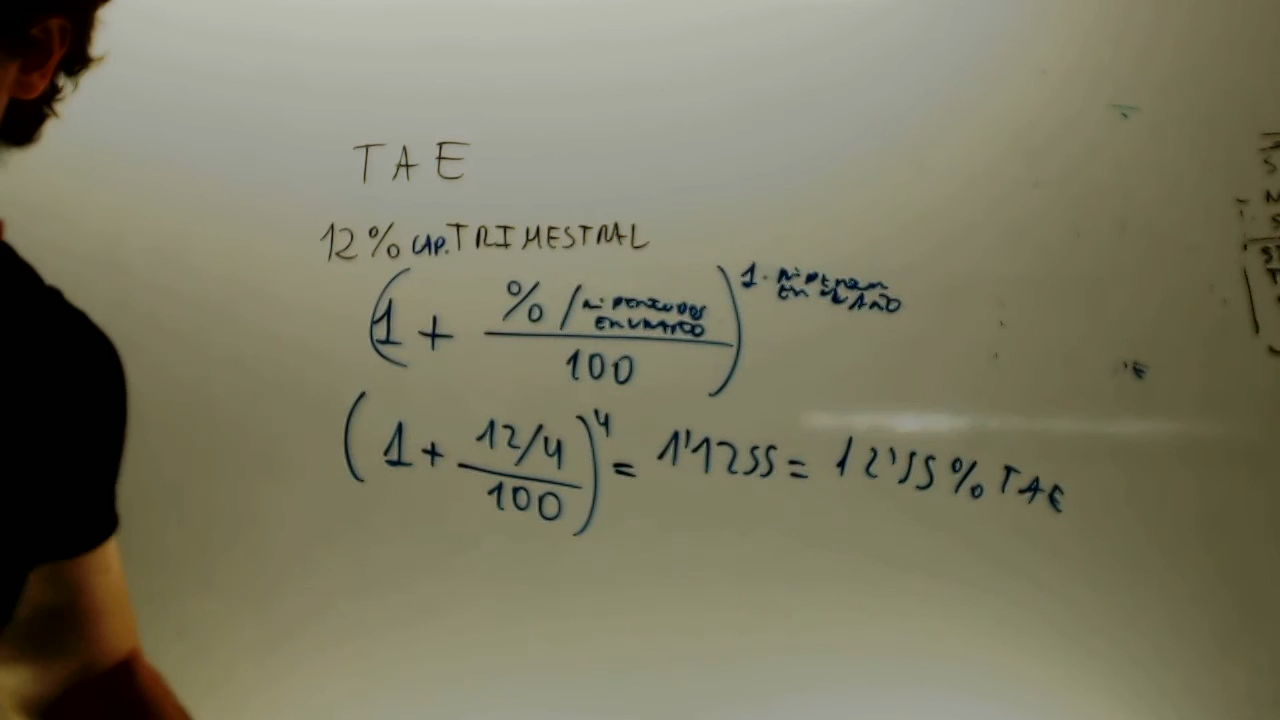 TAE
12% CAP. TRIMESTRAL
(1 + % / Nº PERIODOS EN UN AÑO / 100) 1 · Nº PERIODOS EN UN AÑO
(1 + 12/4 / 100)^4 = 1'1255 = 12'55% TAE